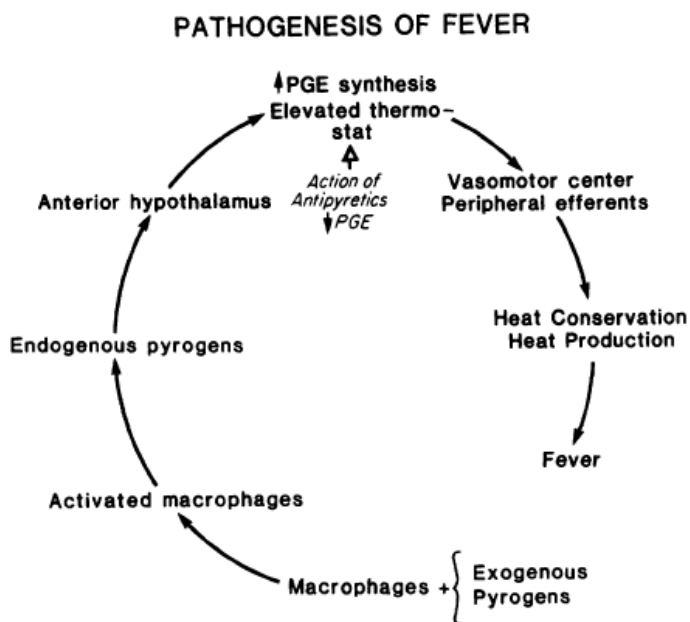 PATHOGENESIS OF FEVER
↑PGE synthesis
Elevated thermo-
stat
Action of
Antipyretics
↓PGE
Anterior hypothalamus
Vasomotor center
Peripheral efferents
Endogenous pyrogens
Heat Conservation
Heat Production
Fever
Activated macrophages
Macrophages + { Exogenous
Pyrogens